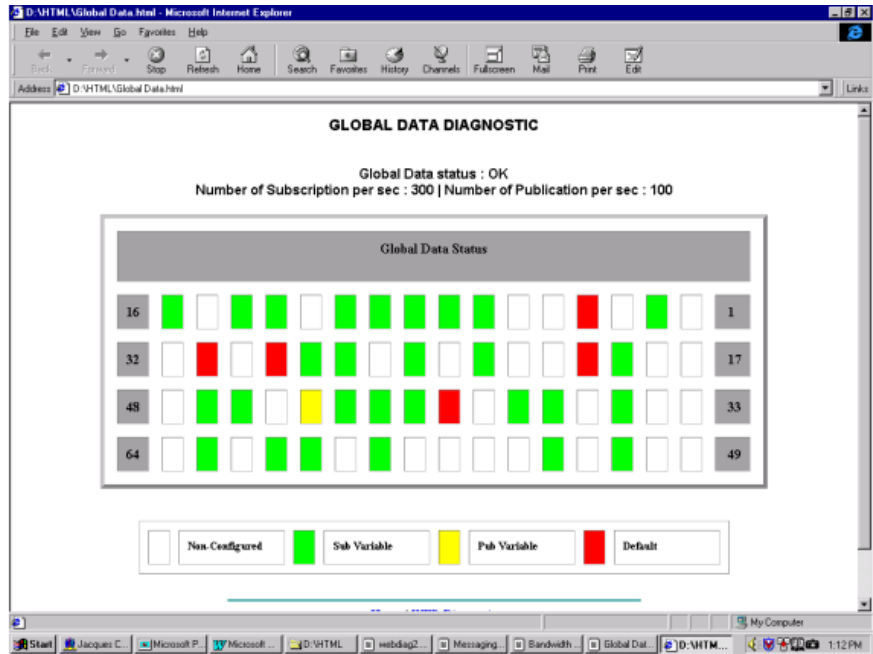 D:\HTML\Global Data.html - Microsoft Internet Explorer
File Edit View Go Favorites Help
Back Forward Stop Refresh Home Search Favorites History Channels Fullscreen Mail Print Edit
Address D:\HTML\Global Data.html Links
GLOBAL DATA DIAGNOSTIC
Global Data status : OK
Number of Subscription per sec : 300 | Number of Publication per sec : 100
Global Data Status
16 1
32 17
48 33
64 49
Non-Configured Sub Variable Pub Variable Default
My Computer
Start Jacques C... Microsoft P... Microsoft ... D:\HTML webdiag2... Messaging... Bandwidth ... Global Dat... D:\HTM... 1:12 PM